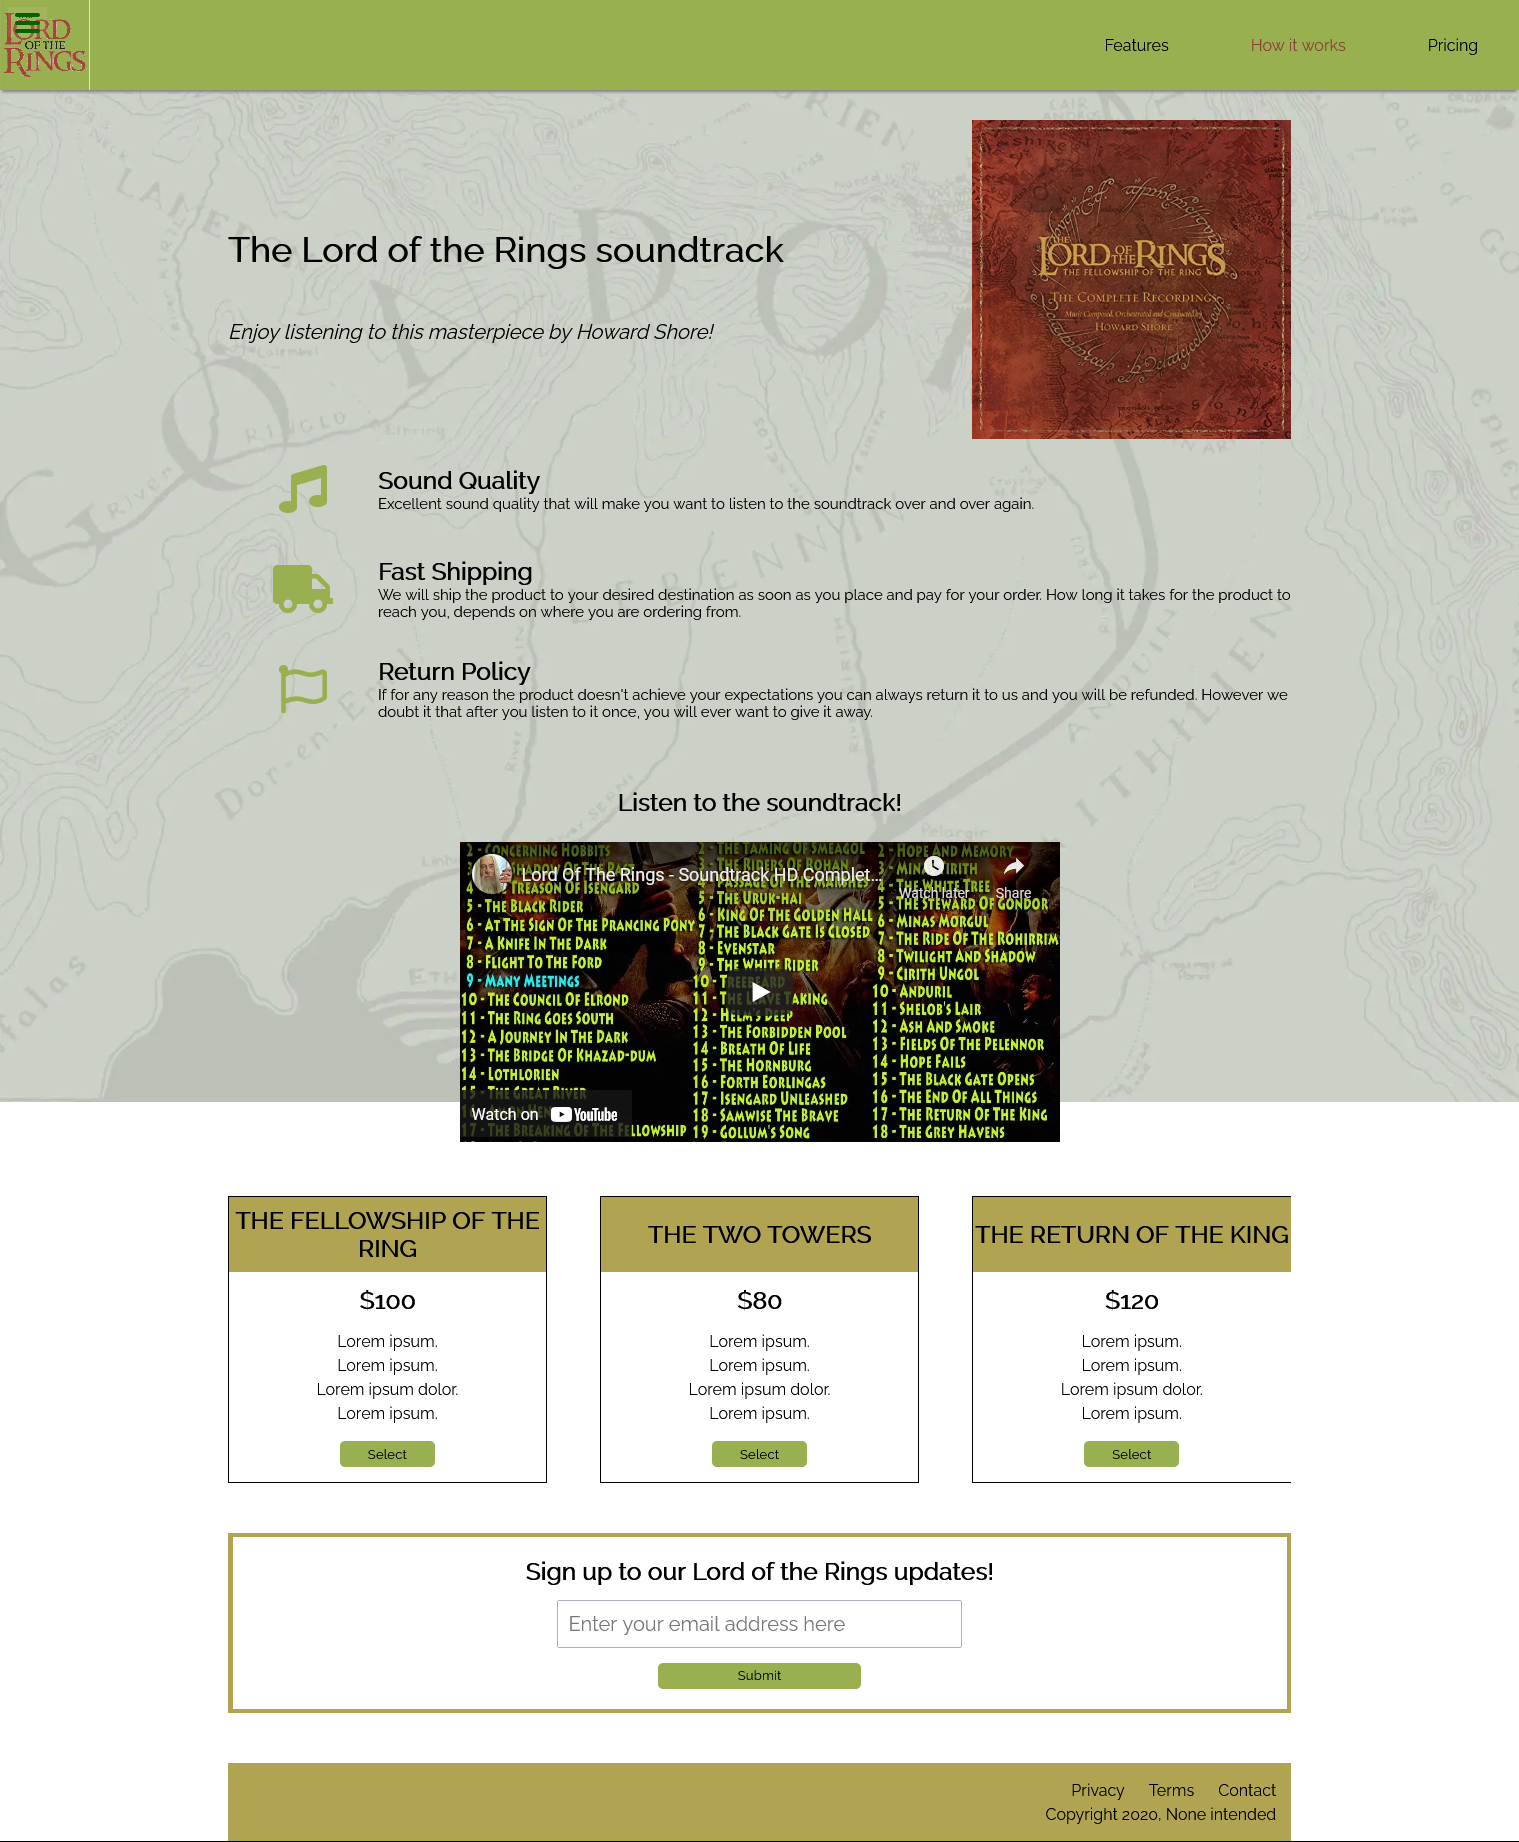 LORD
OF THE
RINGS
Features
How it works
Pricing
The Lord of the Rings soundtrack
Enjoy listening to this masterpiece by Howard Shore!
THE LORD OF THE RINGS
THE FELLOWSHIP OF THE RING
THE COMPLETE RECORDINGS
Music Composed, Orchestrated and Conducted by
HOWARD SHORE
Sound Quality
Excellent sound quality that will make you want to listen to the soundtrack over and over again.
Fast Shipping
We will ship the product to your desired destination as soon as you place and pay for your order. How long it takes for the product to
reach you, depends on where you are ordering from.
Return Policy
If for any reason the product doesn't achieve your expectations you can always return it to us and you will be refunded. However we
doubt it that after you listen to it once, you will ever want to give it away.
Listen to the soundtrack!
Lord Of The Rings - Soundtrack HD Complet...
Watch later
Share
2 - CONCERNING HOBBITS
5 - THE BLACK RIDER
6 - AT THE SIGN OF THE PRANCING PONY
7 - A KNIFE IN THE DARK
8 - FLIGHT TO THE FORD
9 - MANY MEETINGS
10 - THE COUNCIL OF ELROND
11 - THE RING GOES SOUTH
12 - A JOURNEY IN THE DARK
13 - THE BRIDGE OF KHAZAD-DUM
14 - LOTHLORIEN
15 - THE GREAT RIVER
17 - THE BREAKING OF THE FELLOWSHIP
2 - THE TAMING OF SMEAGOL
3 - THE RIDERS OF ROHAN
4 - PASSAGE OF THE MARSHES
5 - THE URUK-HAI
6 - KING OF THE GOLDEN HALL
7 - THE BLACK GATE IS CLOSED
8 - EVENSTAR
9 - THE WHITE RIDER
10 - TREEBEARD
11 - THE LEAVE TAKING
12 - HELM'S DEEP
13 - THE FORBIDDEN POOL
14 - BREATH OF LIFE
15 - THE HORNBURG
16 - FORTH EORLINGAS
17 - ISENGARD UNLEASHED
18 - SAMWISE THE BRAVE
19 - GOLLUM'S SONG
2 - HOPE AND MEMORY
3 - MINAS TIRITH
4 - THE WHITE TREE
5 - THE STEWARD OF GONDOR
6 - MINAS MORGUL
7 - THE RIDE OF THE ROHIRRIM
8 - TWILIGHT AND SHADOW
9 - CIRITH UNGOL
10 - ANDURIL
11 - SHELOB'S LAIR
12 - ASH AND SMOKE
13 - FIELDS OF THE PELENNOR
14 - HOPE FAILS
15 - THE BLACK GATE OPENS
16 - THE END OF ALL THINGS
17 - THE RETURN OF THE KING
18 - THE GREY HAVENS
Watch on YouTube
THE FELLOWSHIP OF THE
RING
$100
Lorem ipsum.
Lorem ipsum.
Lorem ipsum dolor.
Lorem ipsum.
Select
THE TWO TOWERS
$80
Lorem ipsum.
Lorem ipsum.
Lorem ipsum dolor.
Lorem ipsum.
Select
THE RETURN OF THE KING
$120
Lorem ipsum.
Lorem ipsum.
Lorem ipsum dolor.
Lorem ipsum.
Select
Sign up to our Lord of the Rings updates!
Enter your email address here
Submit
Privacy Terms Contact
Copyright 2020, None intended